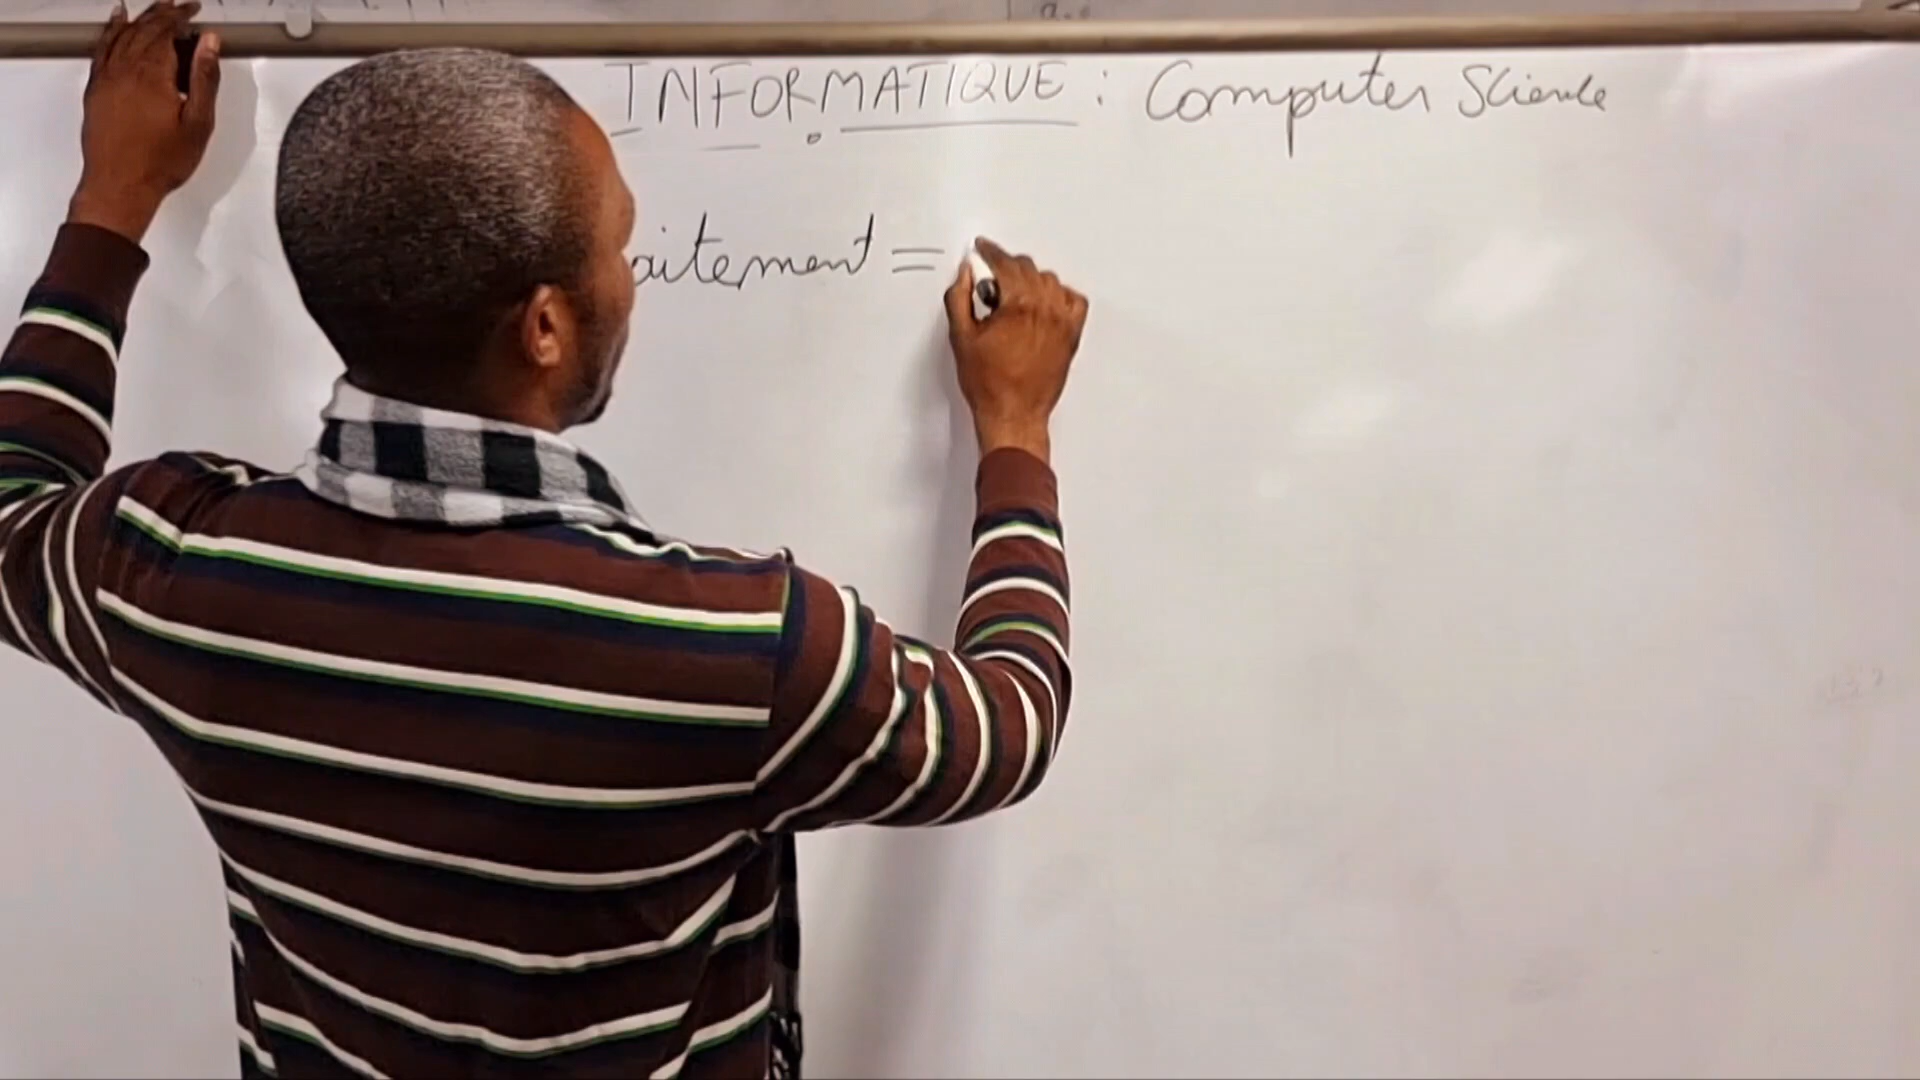 INFORMATIQUE : Computer Science
aitement =